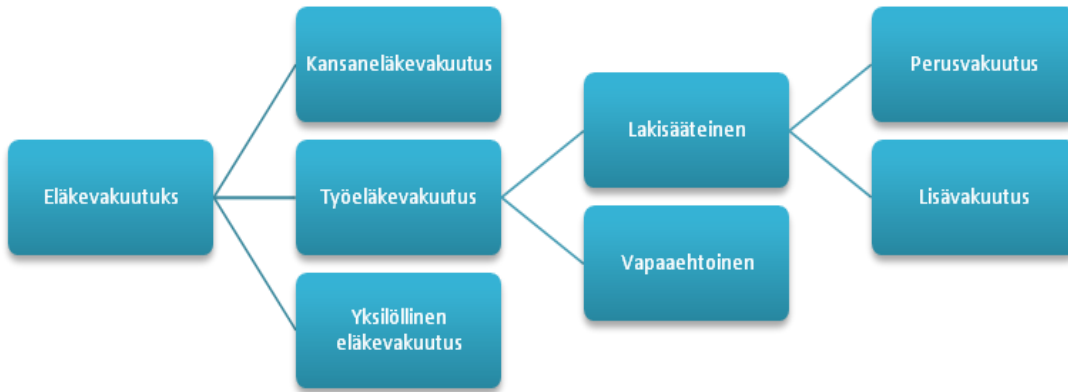 Eläkevakuutuks
Kansaneläkevakuutus
Työeläkevakuutus
Yksilöllinen
eläkevakuutus
Lakisääteinen
Vapaaehtoinen
Perusvakuutus
Lisävakuutus